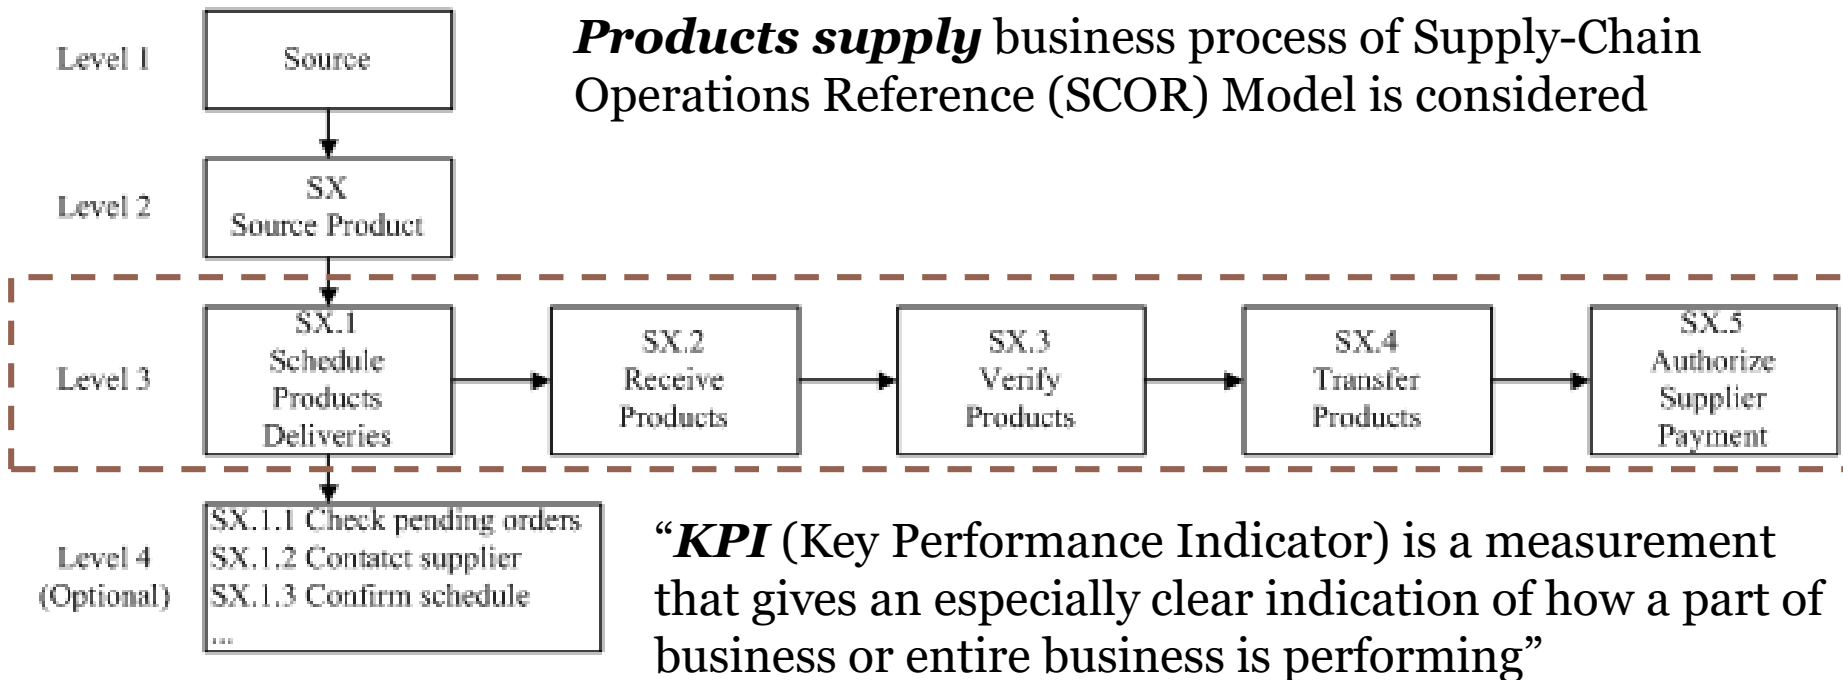 Level 1
Source
Products supply business process of Supply-Chain
Operations Reference (SCOR) Model is considered
Level 2
SX
Source Product
Level 3
SX.1
Schedule
Products
Deliveries
SX.2
Receive
Products
SX.3
Verify
Products
SX.4
Transfer
Products
SX.5
Authorize
Supplier
Payment
Level 4
(Optional)
SX.1.1 Check pending orders
SX.1.2 Contatct supplier
SX.1.3 Confirm schedule
...
“KPI (Key Performance Indicator) is a measurement
that gives an especially clear indication of how a part of
business or entire business is performing”